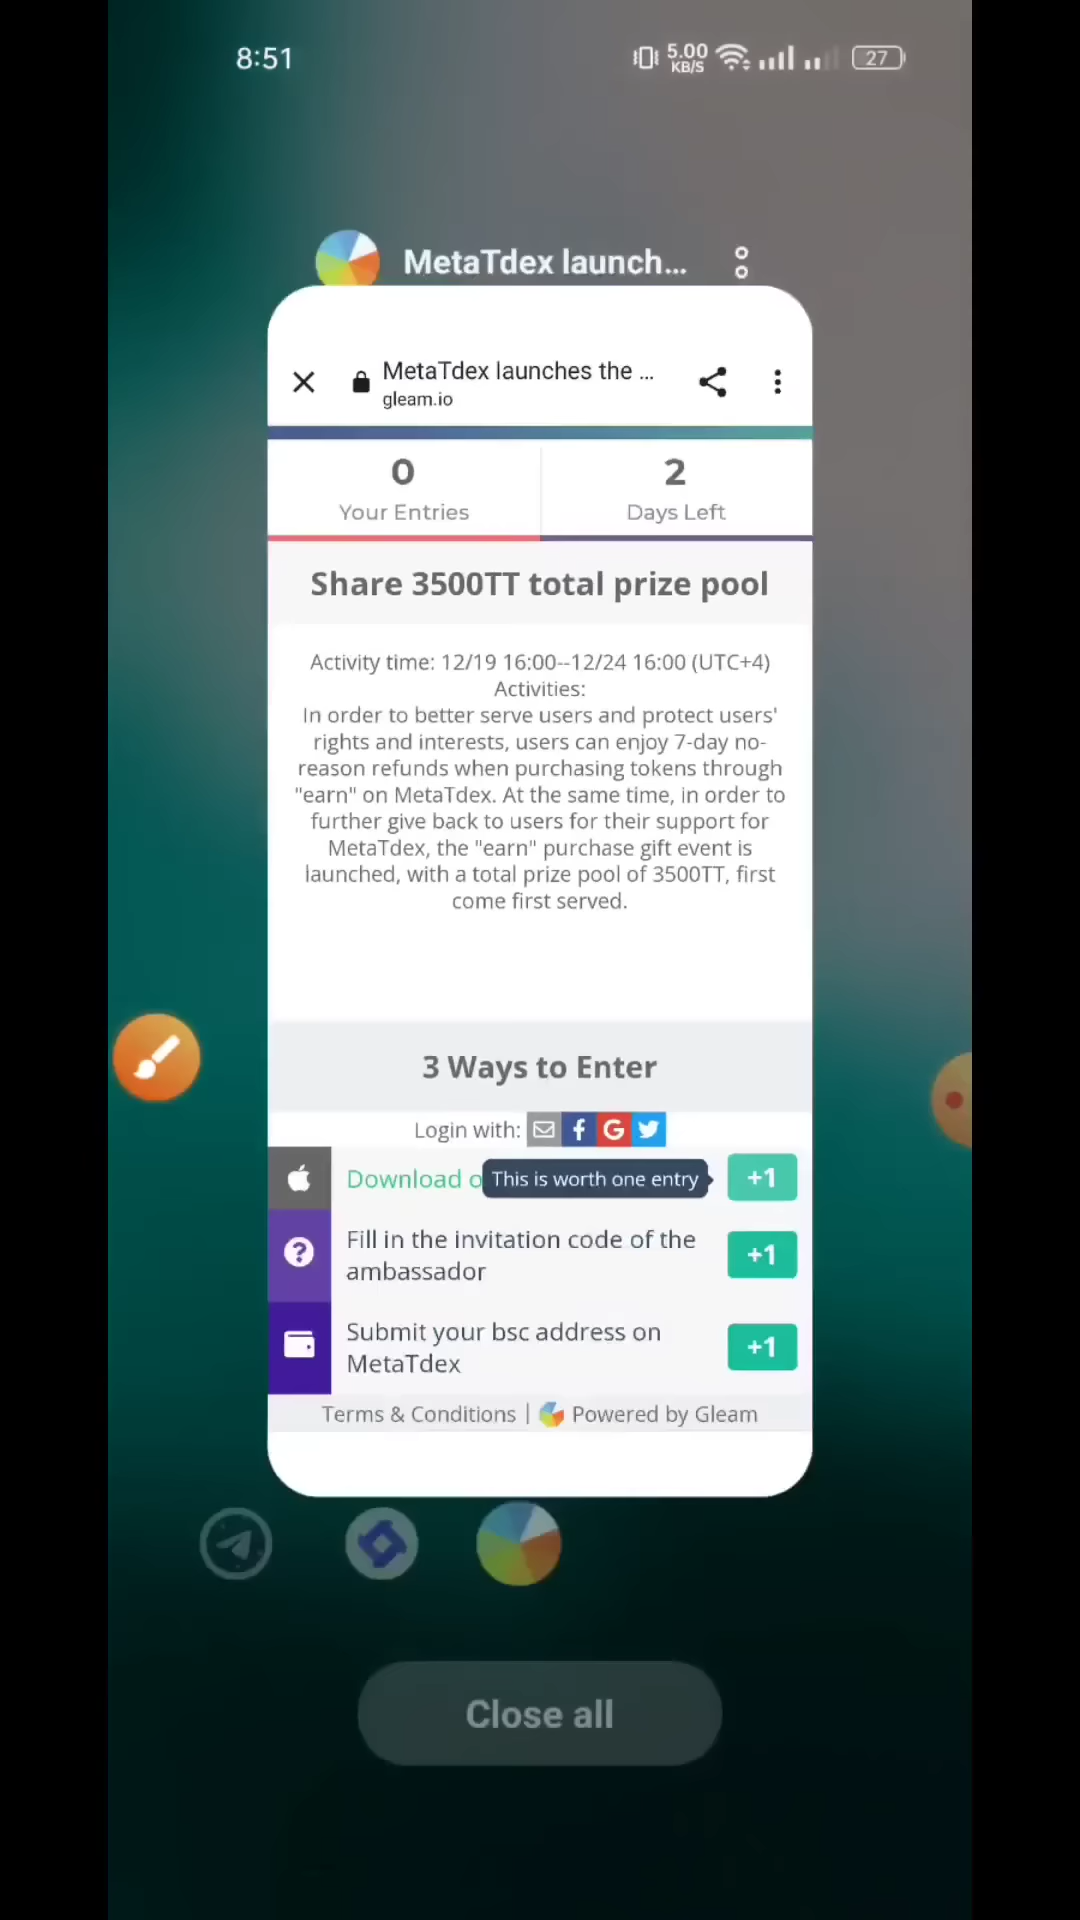 8:51
5.00
KB/S
27
MetaTdex launch...
MetaTdex launches the ...
gleam.io
0
Your Entries
2
Days Left
Share 3500TT total prize pool
Activity time: 12/19 16:00--12/24 16:00 (UTC+4)
Activities:
In order to better serve users and protect users'
rights and interests, users can enjoy 7-day no-
reason refunds when purchasing tokens through
"earn" on MetaTdex. At the same time, in order to
further give back to users for their support for
MetaTdex, the "earn" purchase gift event is
launched, with a total prize pool of 3500TT, first
come first served.
3 Ways to Enter
Login with:
Download
This is worth one entry
+1
Fill in the invitation code of the
ambassador
+1
Submit your bsc address on
MetaTdex
+1
Terms & Conditions | Powered by Gleam
Close all